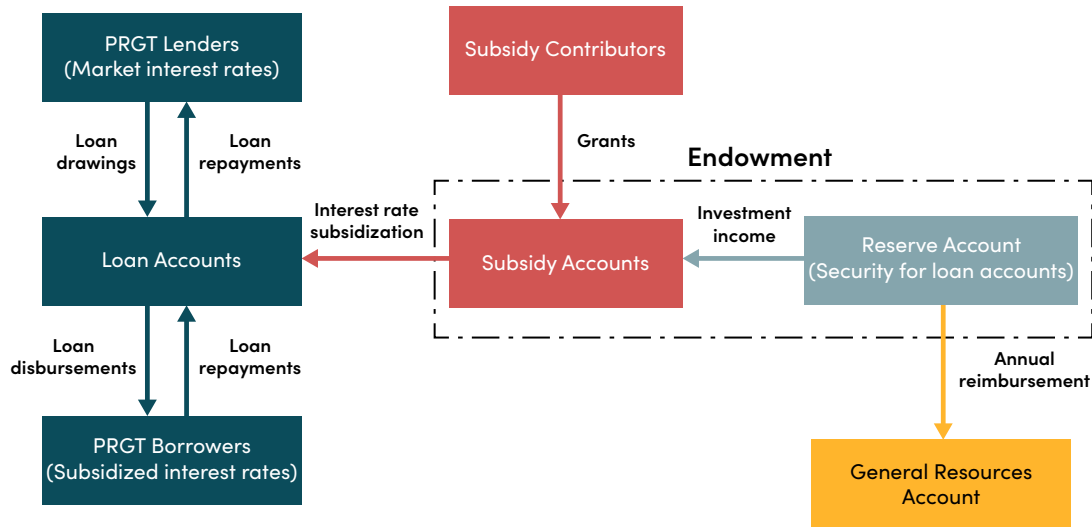 PRGT Lenders
(Market interest rates)
Subsidy Contributors
Loan
drawings
Loan
repayments
Grants
Endowment
Loan Accounts
Interest rate
subsidization
Subsidy Accounts
Investment
income
Reserve Account
(Security for loan accounts)
Loan
disbursements
Loan
repayments
Annual
reimbursement
PRGT Borrowers
(Subsidized interest rates)
General Resources
Account